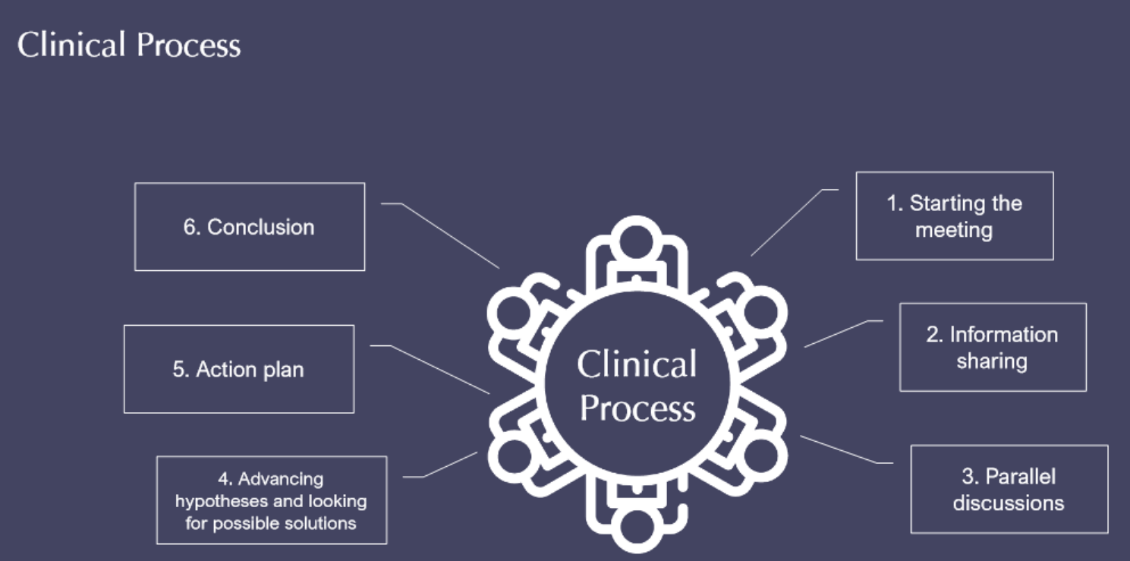 Clinical Process
1. Starting the
meeting
2. Information
sharing
3. Parallel
discussions
4. Advancing
hypotheses and looking
for possible solutions
5. Action plan
6. Conclusion
Clinical
Process